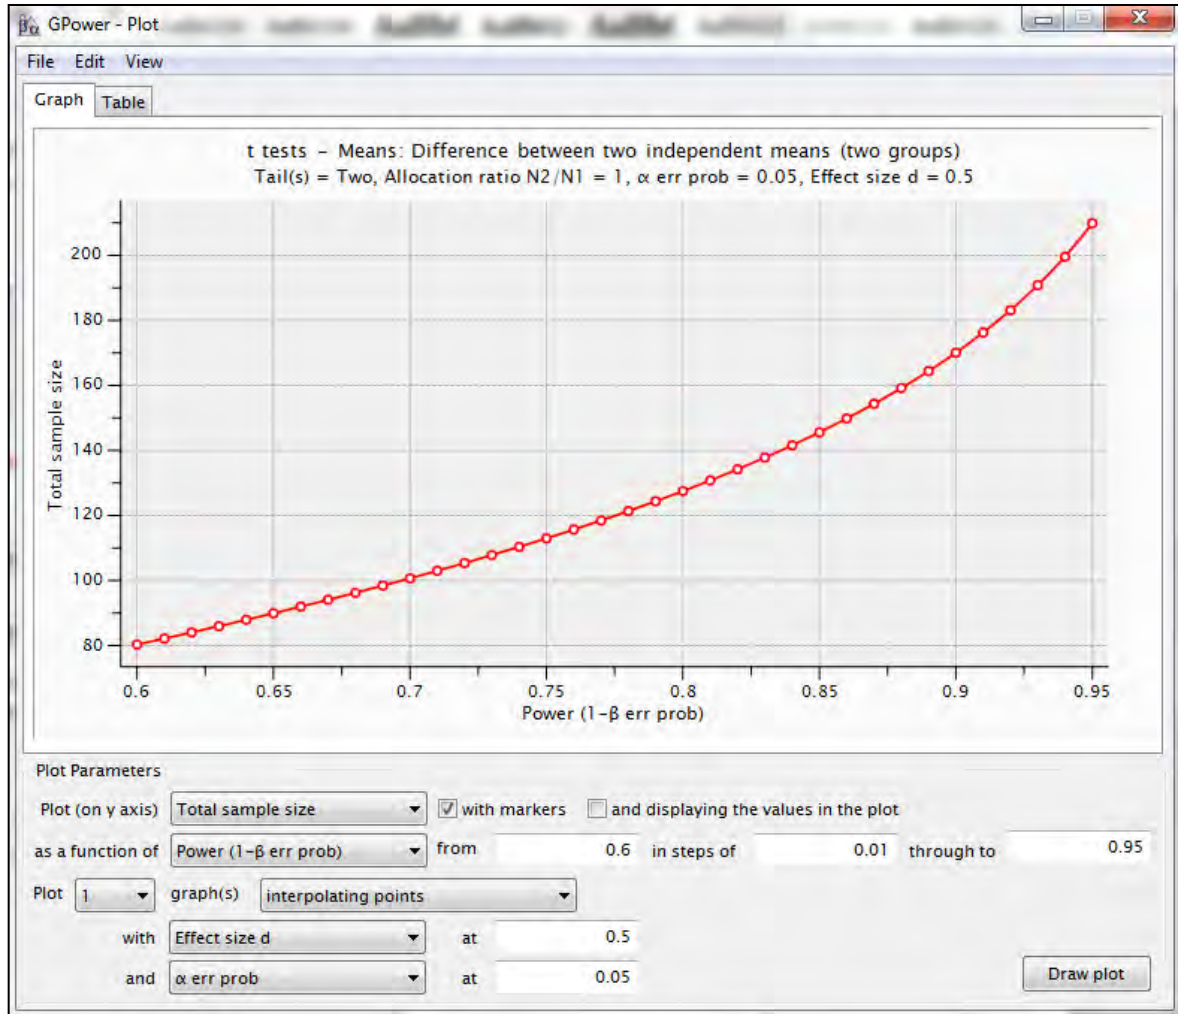 βα GPower - Plot
File Edit View
Graph Table
t tests – Means: Difference between two independent means (two groups)
Tail(s) = Two, Allocation ratio N2/N1 = 1, α err prob = 0.05, Effect size d = 0.5
Total sample size
200
180
160
140
120
100
80
0.6 0.65 0.7 0.75 0.8 0.85 0.9 0.95
Power (1-β err prob)
Plot Parameters
Plot (on y axis) Total sample size with markers and displaying the values in the plot
as a function of Power (1-β err prob) from 0.6 in steps of 0.01 through to 0.95
Plot 1 graph(s) interpolating points
with Effect size d at 0.5
and α err prob at 0.05 Draw plot